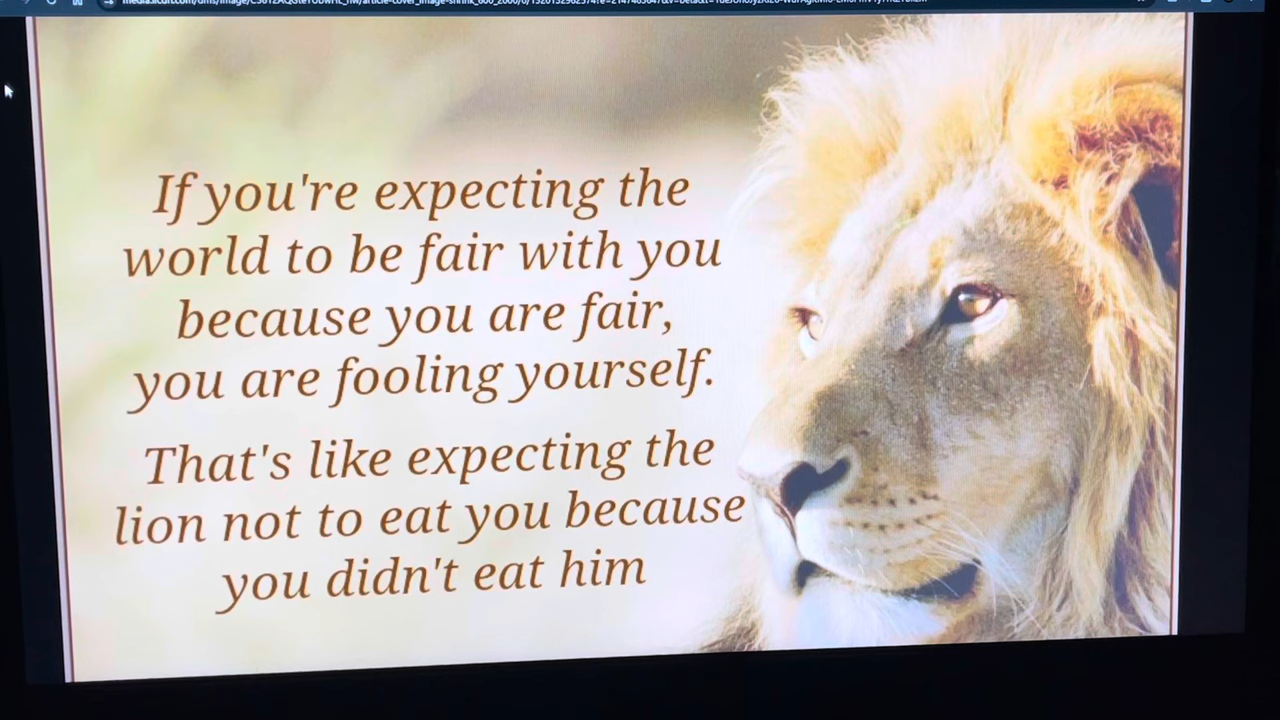 If you're expecting the
world to be fair with you
because you are fair,
you are fooling yourself.
That's like expecting the
lion not to eat you because
you didn't eat him